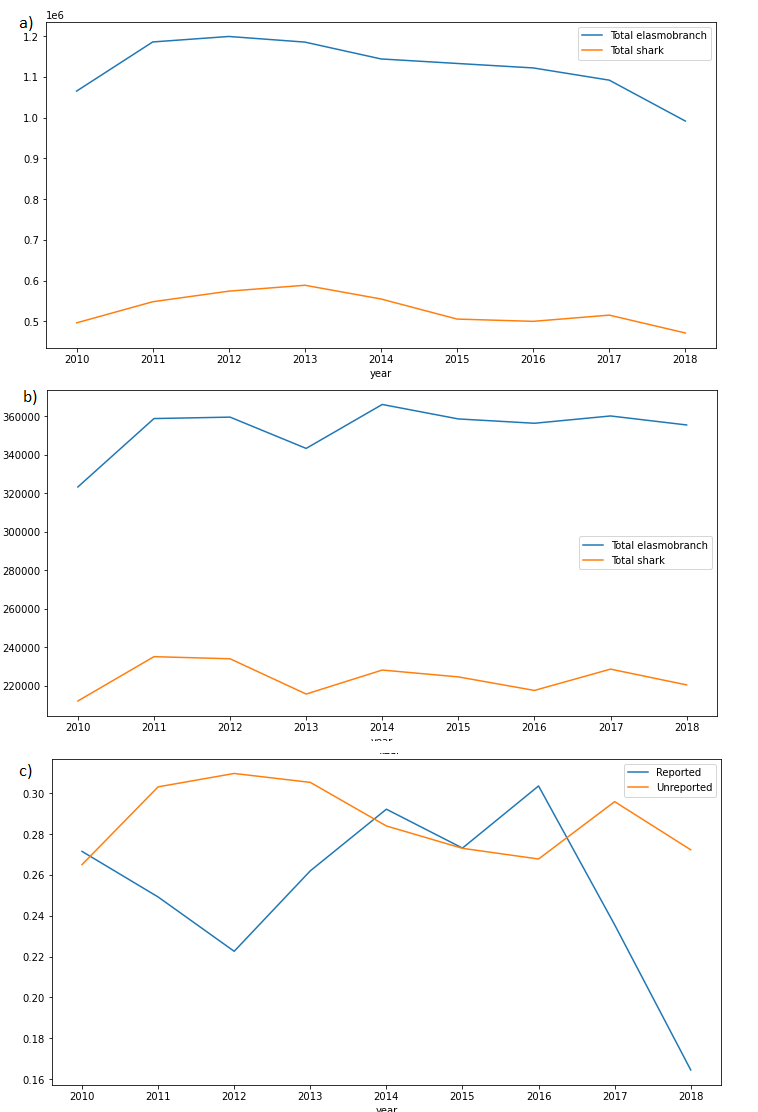 a)
1e6
Total elasmobranch
Total shark
1.2
1.1
1.0
0.9
0.8
0.7
0.6
0.5
2010 2011 2012 2013 2014 2015 2016 2017 2018
year
b)
360000
340000
320000
300000
Total elasmobranch
Total shark
280000
260000
240000
220000
2010 2011 2012 2013 2014 2015 2016 2017 2018
year
c)
Reported
Unreported
0.30
0.28
0.26
0.24
0.22
0.20
0.18
0.16
2010 2011 2012 2013 2014 2015 2016 2017 2018
year